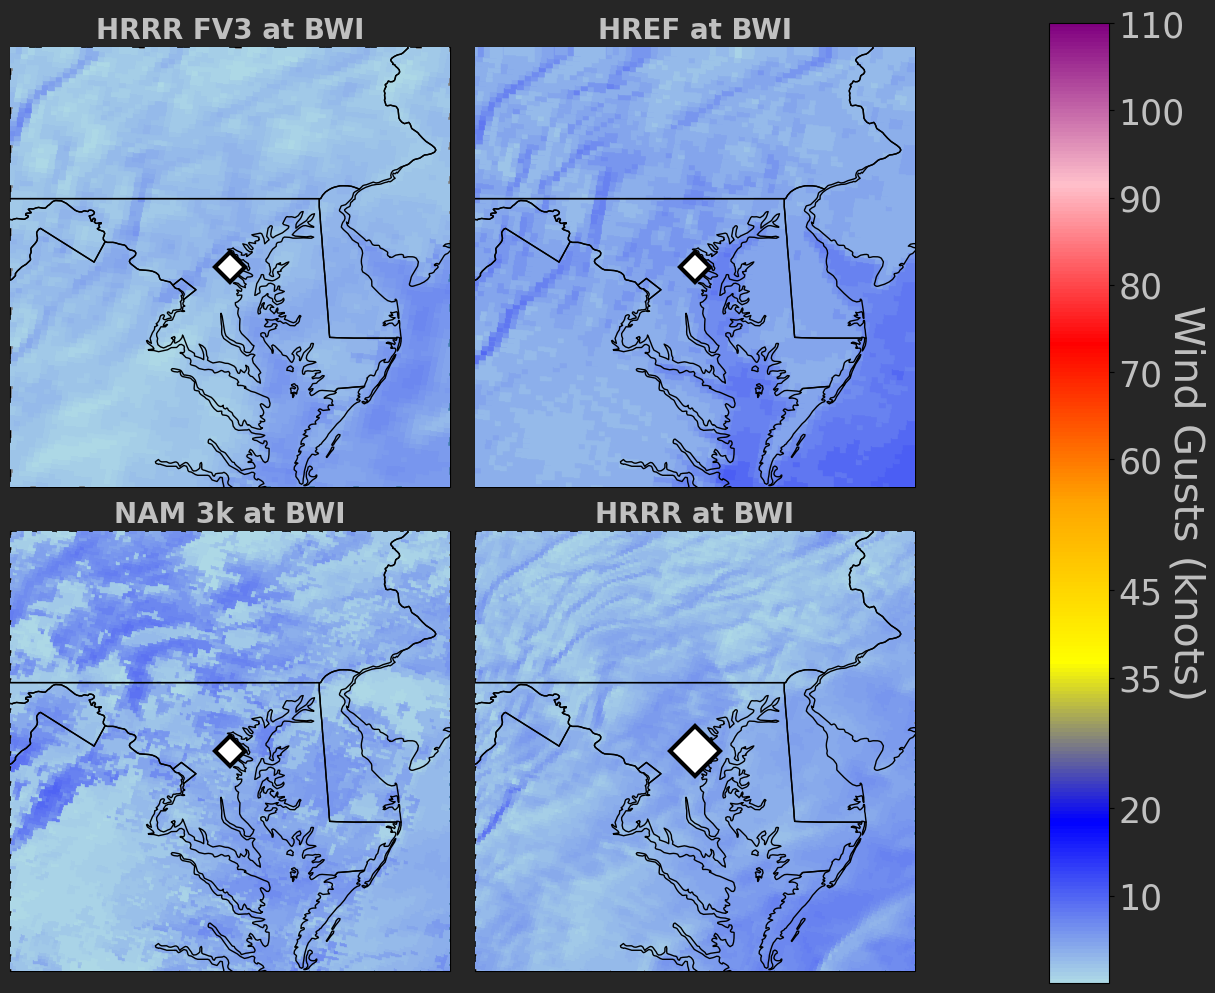 HRRR FV3 at BWI
HREF at BWI
NAM 3k at BWI
HRRR at BWI
110
100
90
80
70
60
45
35
20
10
Wind Gusts (knots)